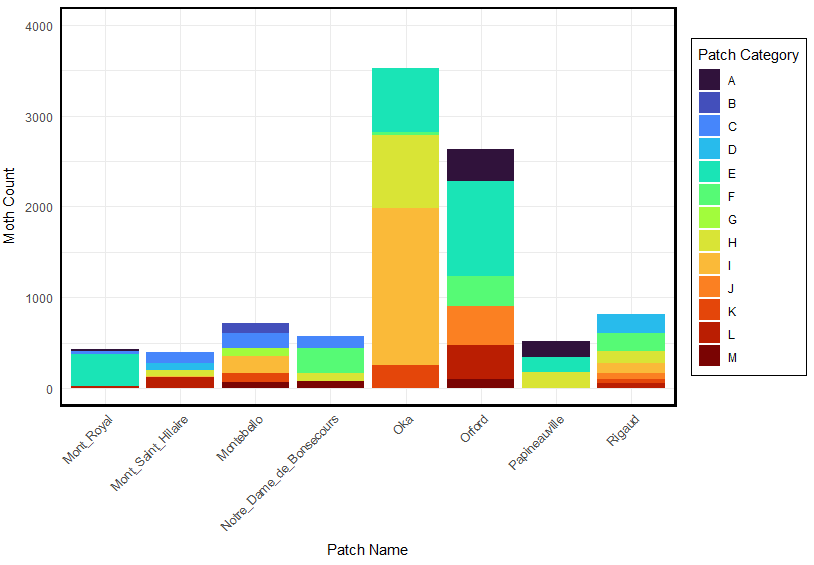 4000
3000
2000
1000
0
Moth Count
Mont_Royal
Mont_Saint_Hilaire
Montebello
Notre_Dame_de_Bonsecours
Oka
Orford
Papineauville
Rigaud
Patch Name
Patch Category
A
B
C
D
E
F
G
H
I
J
K
L
M